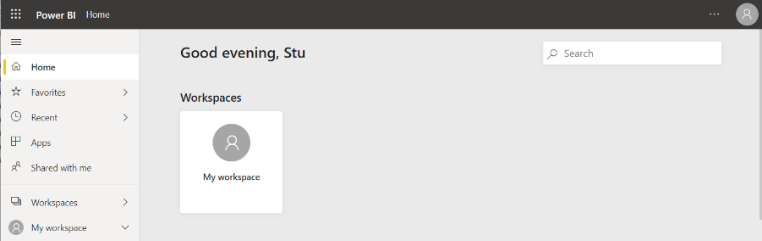 Power BI Home
Good evening, Stu
Search
Home
Favorites
Recent
Apps
Shared with me
Workspaces
My workspace
Workspaces
My workspace